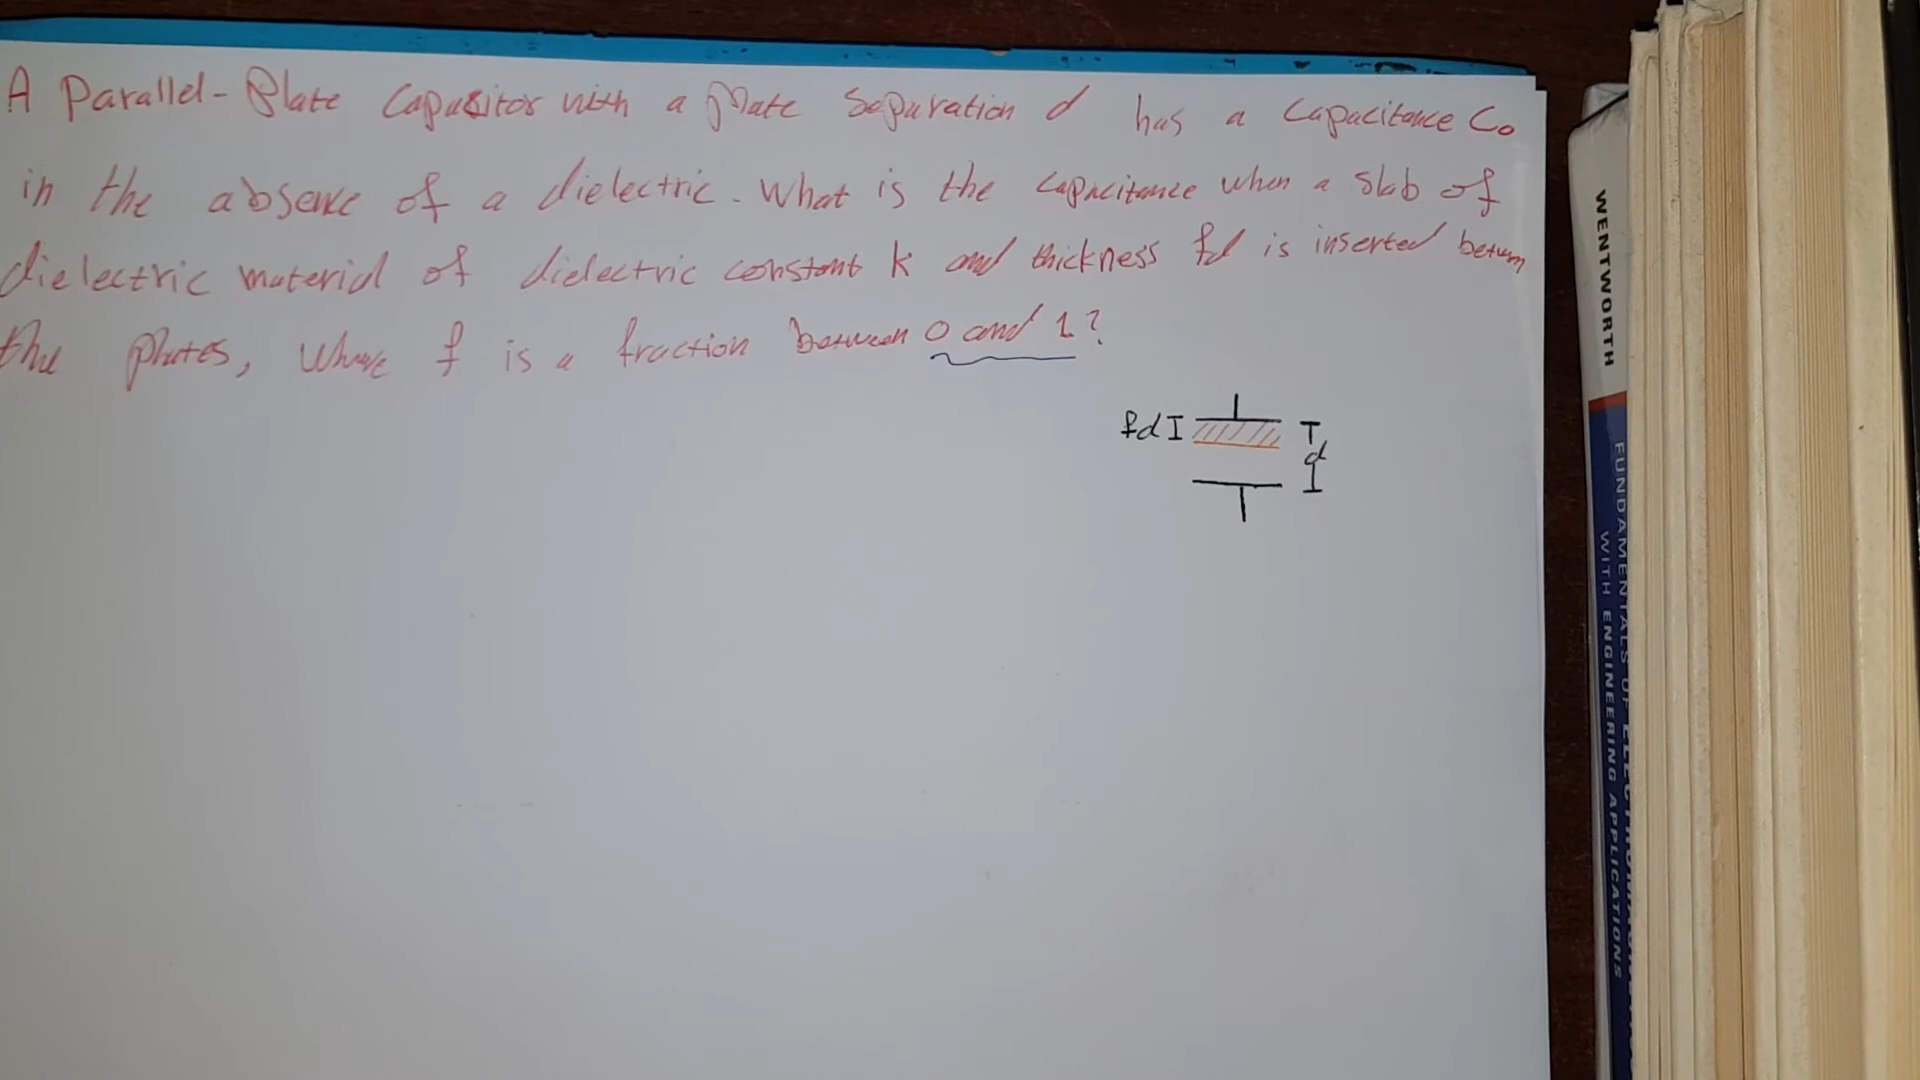 A Parallel-Plate Capacitor with a Plate Separation d has a Capacitance Co
in the absence of a dielectric. What is the capacitance when a slab of
dielectric material of dielectric constant k and thickness fd is inserted between
the plates, where f is a fraction between 0 and 1?
fd
d
WENTWORTH
FUNDAMENTALS OF
WITH ENGINEERING APPLICATIONS